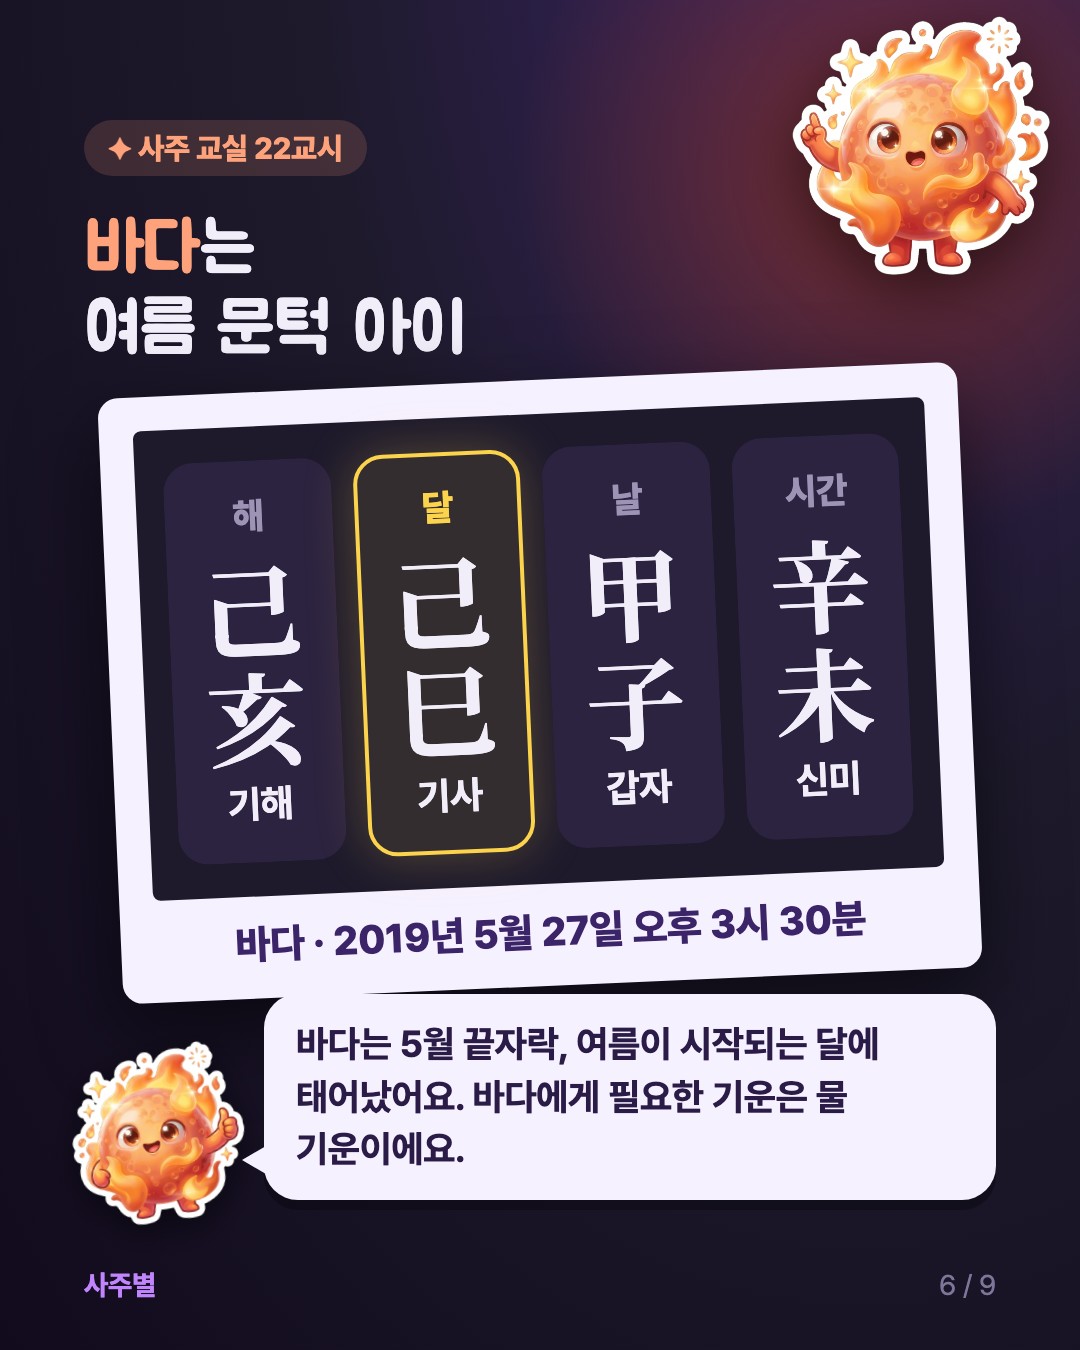 사주 교실 22교시
바다는
여름 문턱 아이
해
己
亥
기해
달
己
巳
기사
날
甲
子
갑자
시간
辛
未
신미
바다 · 2019년 5월 27일 오후 3시 30분
바다는 5월 끝자락, 여름이 시작되는 달에
태어났어요. 바다에게 필요한 기운은 물
기운이에요.
사주별
6 / 9